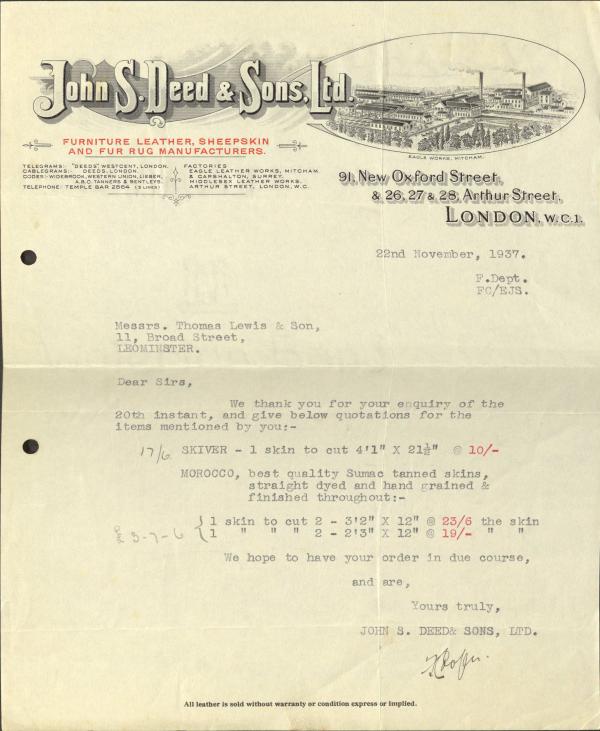 John S. Deed & Sons, Ltd.
EAGLE WORKS, MITCHAM.
FURNITURE LEATHER, SHEEPSKIN
AND FUR RUG MANUFACTURERS.
TELEGRAMS: "DEEDS" WESTCENT, LONDON.
CABLEGRAMS: DEEDS, LONDON.
CODES:- WIDEBROOK, WESTERN UNION, LIEBER,
A.B.C. TANNERS & BENTLEYS.
TELEPHONE: TEMPLE BAR 2864 (3 LINES)
FACTORIES
EAGLE LEATHER WORKS, MITCHAM.
& CARSHALTON, SURREY.
MIDDLESEX LEATHER WORKS,
ARTHUR STREET, LONDON, W.C.
91, New Oxford Street,
& 26, 27 & 28, Arthur Street,
LONDON, W.C.1.
22nd November, 1937.
F.Dept.
FC/EJS.
Messrs. Thomas Lewis & Son,
11, Broad Street,
LEOMINSTER.
Dear Sirs,
We thank you for your enquiry of the
20th instant, and give below quotations for the
items mentioned by you:-
17/6 SKIVER - 1 skin to cut 4'1" X 21½" @ 10/-
MOROCCO, best quality Sumac tanned skins,
straight dyed and hand grained &
finished throughout:-
1 skin to cut 2 - 3'2" X 12" @ 23/6 the skin
£3-7-6 1 " " " 2 - 2'3" X 12" @ 19/- " "
We hope to have your order in due course,
and are,
Yours truly,
JOHN S. DEED& SONS, LTD.
All leather is sold without warranty or condition express or implied.